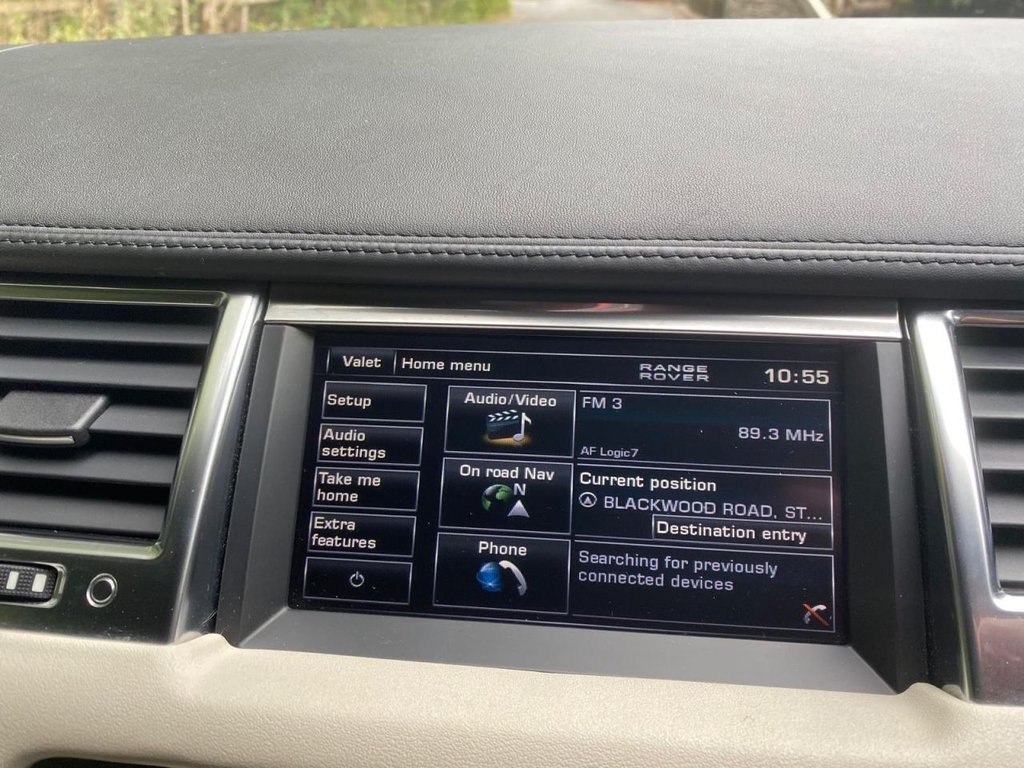 Valet
Home menu
RANGE
ROVER
10:55
Setup
Audio
settings
Take me
home
Extra
features
Audio/Video
On road Nav
N
Phone
FM 3
89.3 MHz
AF Logic7
Current position
BLACKWOOD ROAD, ST...
Destination entry
Searching for previously
connected devices